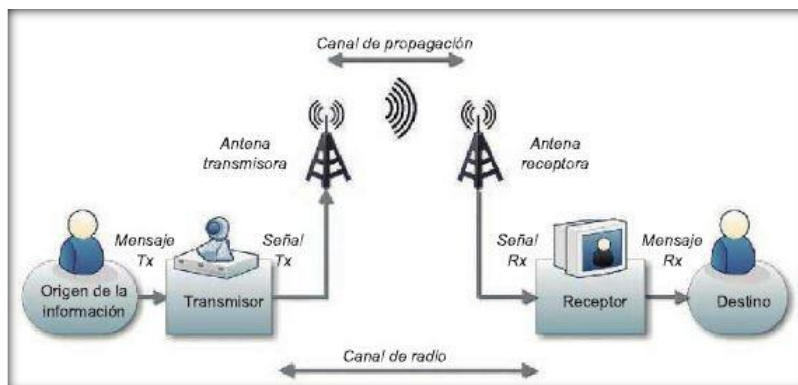 Canal de propagación
Antena
transmisora
Antena
receptora
Mensaje
Tx
Señal
Tx
Señal
Rx
Mensaje
Rx
Origen de la
información
Transmisor
Receptor
Destino
Canal de radio